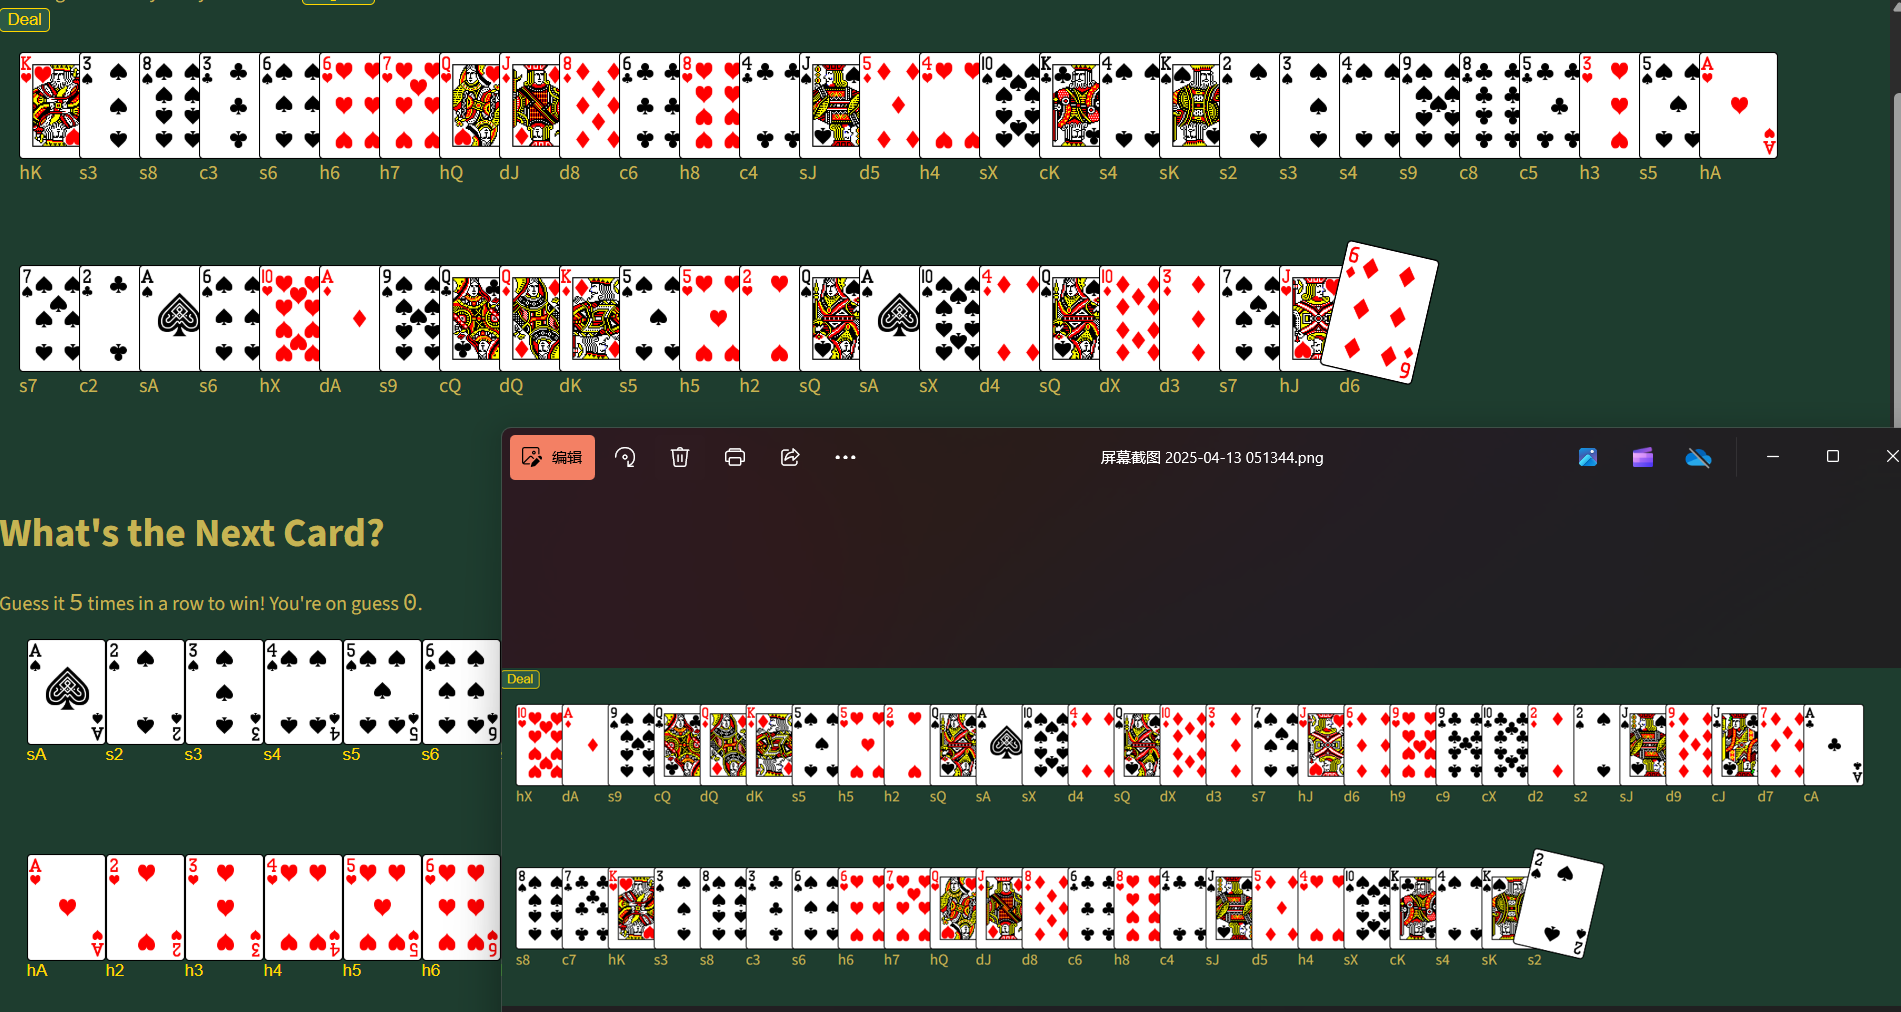 Deal
hK s3 s8 c3 s6 h6 h7 hQ dJ d8 c6 h8 c4 sJ d5 h4 sX cK s4 sK s2 s3 s4 s9 c8 c5 h3 s5 hA
s7 c2 sA s6 hX dA s9 cQ dQ dK s5 h5 h2 sQ sA sX d4 sQ dX d3 s7 hJ d6
编辑
屏幕截图 2025-04-13 051344.png
What's the Next Card?
Guess it 5 times in a row to win! You're on guess 0.
sA s2 s3 s4 s5 s6
hA h2 h3 h4 h5 h6
Deal
hX dA s9 cQ dQ dK s5 h5 h2 sQ sA sX d4 sQ dX d3 s7 hJ d6 h9 c9 cX d2 s2 sJ d9 cJ d7 cA
s8 c7 hK s3 s8 c3 s6 h6 h7 hQ dJ d8 c6 h8 c4 sJ d5 h4 sX cK s4 sK s2